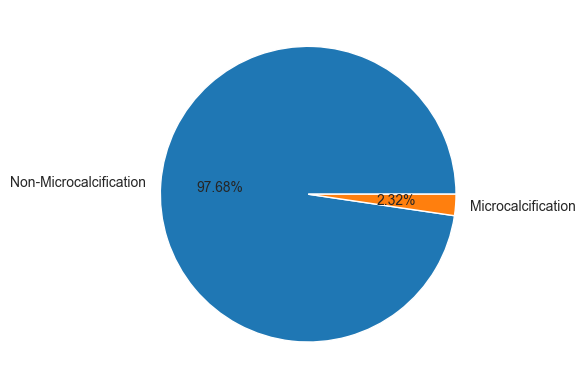 Non-Microcalcification
97.68%
2.32%
Microcalcification